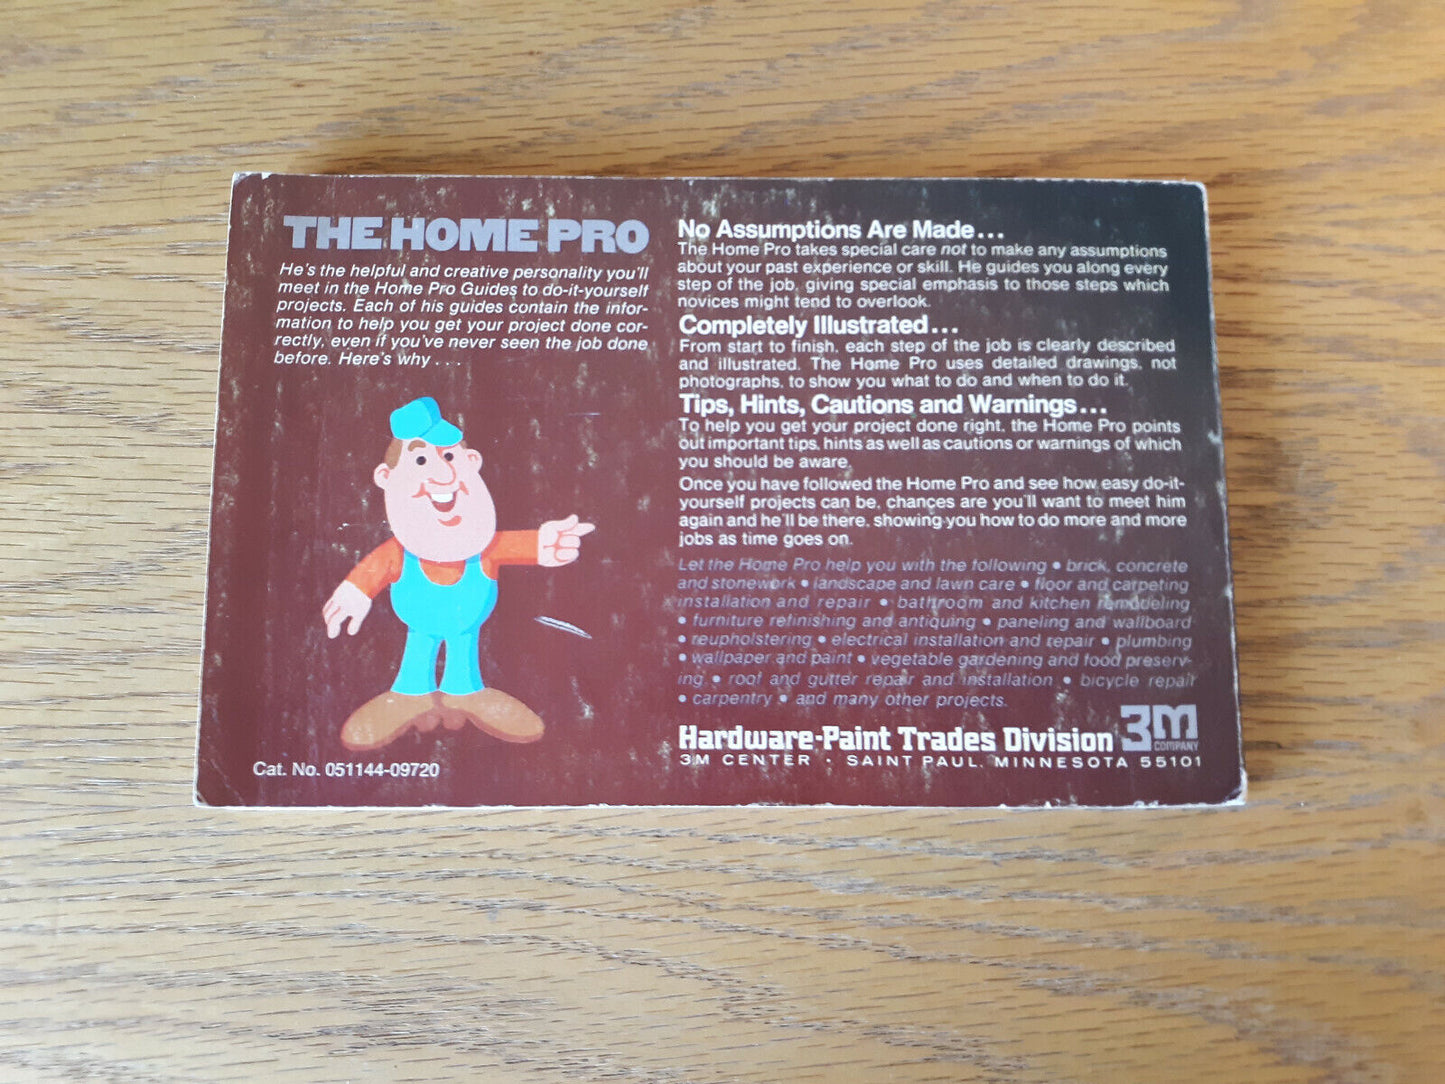 THE HOME PRO
He's the helpful and creative personality you'll
meet in the Home Pro Guides to do-it-yourself
projects. Each of his guides contain the infor-
mation to help you get your project done cor-
rectly, even if you've never seen the job done
before. Here's why . . .
Cat. No. 051144-09720
No Assumptions Are Made...
The Home Pro takes special care not to make any assumptions
about your past experience or skill. He guides you along every
step of the job, giving special emphasis to those steps which
novices might tend to overlook.
Completely Illustrated...
From start to finish, each step of the job is clearly described
and illustrated. The Home Pro uses detailed drawings, not
photographs, to show you what to do and when to do it.
Tips, Hints, Cautions and Warnings...
To help you get your project done right, the Home Pro points
out important tips, hints as well as cautions or warnings of which
you should be aware.
Once you have followed the Home Pro and see how easy do-it-
yourself projects can be, chances are you'll want to meet him
again and he'll be there, showing you how to do more and more
jobs as time goes on.
Let the Home Pro help you with the following • brick, concrete
and stonework • landscape and lawn care • floor and carpeting
installation and repair • bathroom and kitchen remodeling
• furniture refinishing and antiquing • paneling and wallboard
• reupholstering • electrical installation and repair • plumbing
• wallpaper and paint • vegetable gardening and food preserv-
ing • roof and gutter repair and installation • bicycle repair
• carpentry • and many other projects.
Hardware-Paint Trades Division 3M COMPANY
3M CENTER · SAINT PAUL, MINNESOTA 55101